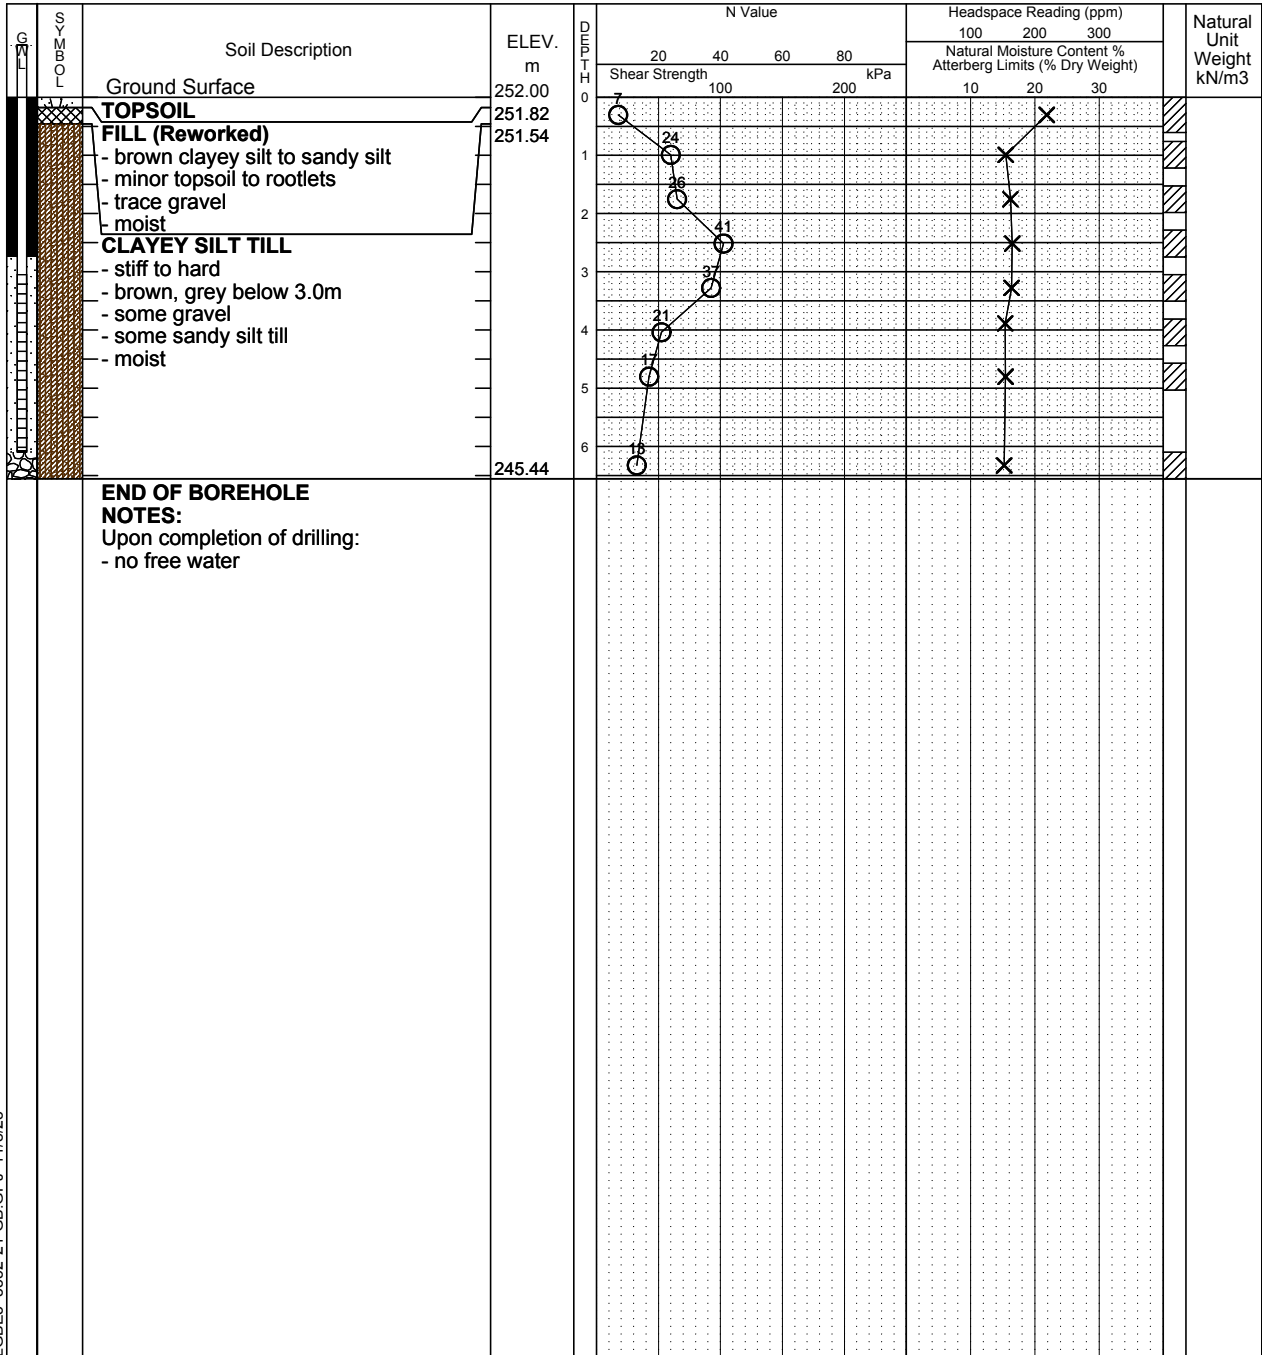 GWL
SYMBOL
Soil Description
Ground Surface
ELEV.
m
252.00
DEPTH
N Value
20 40 60 80
Shear Strength kPa
100 200
Headspace Reading (ppm)
100 200 300
Natural Moisture Content %
Atterberg Limits (% Dry Weight)
10 20 30
Natural
Unit
Weight
kN/m3
TOPSOIL 251.82
FILL (Reworked) 251.54
- brown clayey silt to sandy silt
- minor topsoil to rootlets
- trace gravel
- moist
CLAYEY SILT TILL
- stiff to hard
- brown, grey below 3.0m
- some gravel
- some sandy silt till
- moist
245.44
0
1
2
3
4
5
6
7
24
26
41
37
21
17
13
END OF BOREHOLE
NOTES:
Upon completion of drilling:
- no free water